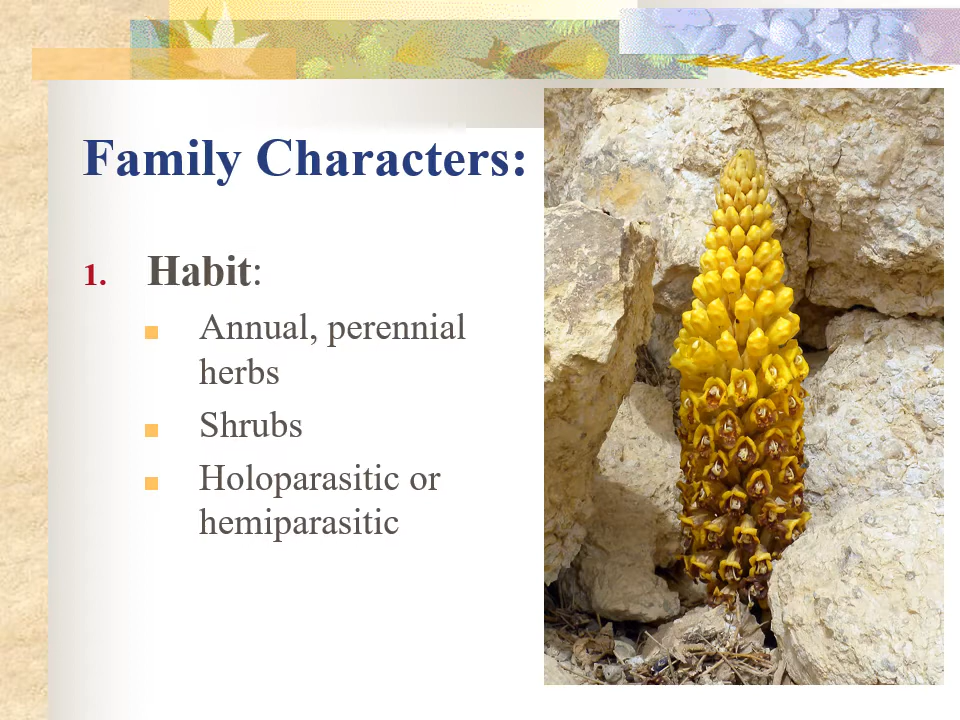 Family Characters:
1. Habit:
■ Annual, perennial
herbs
■ Shrubs
■ Holoparasitic or
hemiparasitic